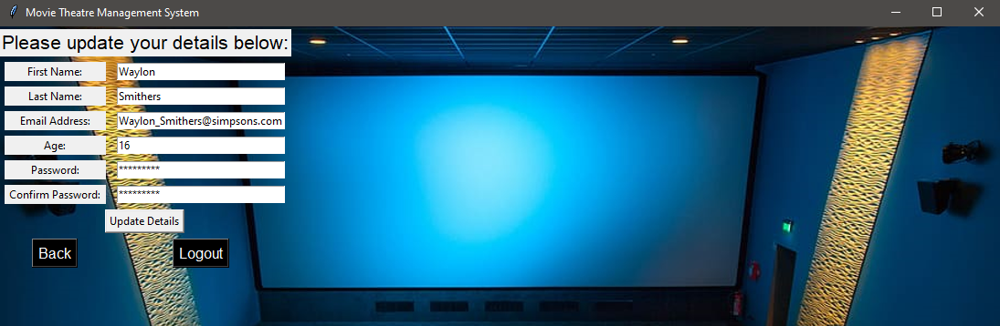 Movie Theatre Management System
Please update your details below:
First Name: Waylon
Last Name: Smithers
Email Address: Waylon_Smithers@simpsons.com
Age: 16
Password: *********
Confirm Password: *********
Update Details
Back Logout